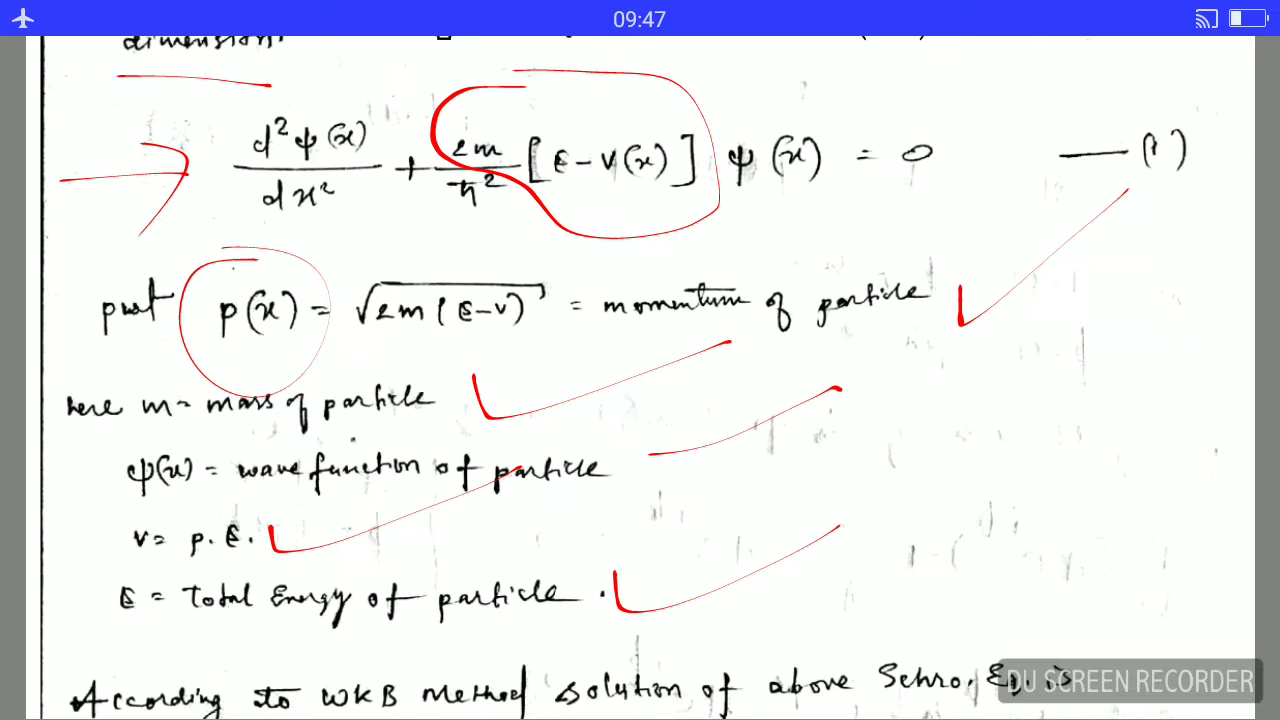 09:47
dimension.
d²ψ(x)/dx² + 2m/ħ² [E-V(x)] ψ(x) = 0 —— (1)
put p(x) = √2m(E-V) = momentum of particle
here m= mass of particle
ψ(x) = wave function of particle
V= p.E.
E = Total Energy of particle.
According to WKB Method solution of above Schro. Eq. is
DU SCREEN RECORDER